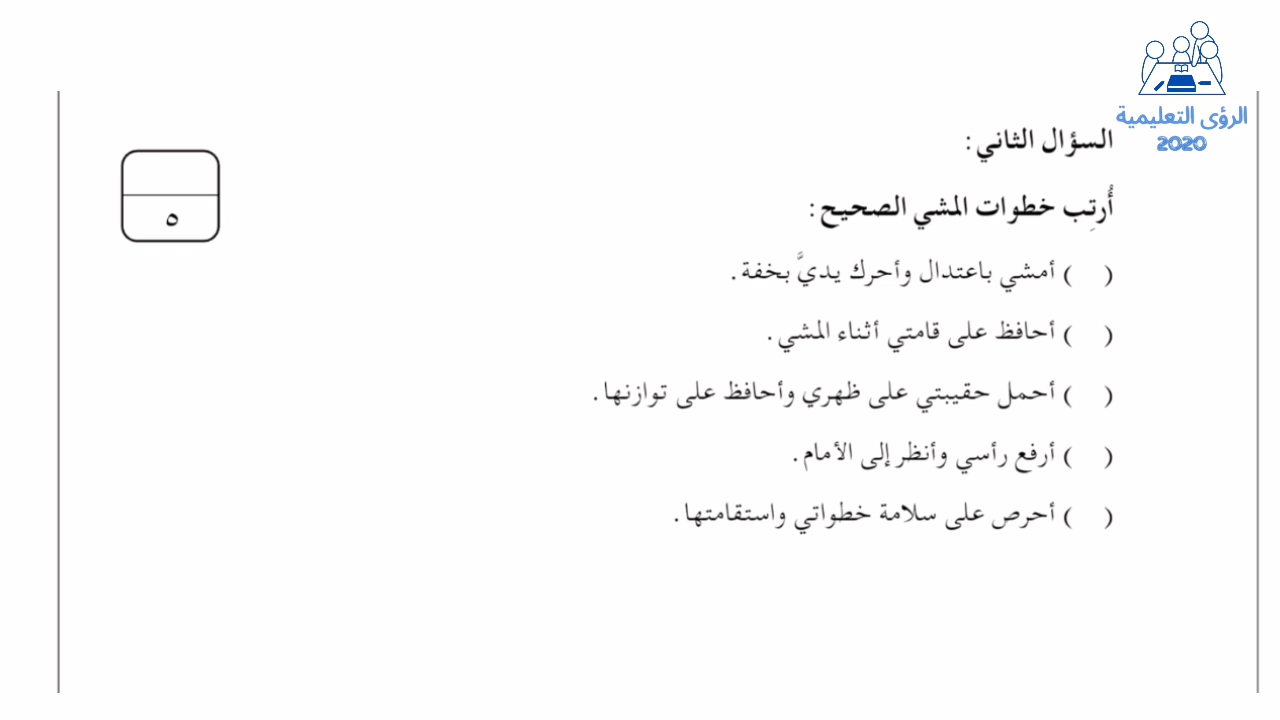 الرؤى التعليمية
2020
السؤال الثاني :
أُرتِب خطوات المشي الصحيح :
٥
( ) أمشي باعتدال وأحرك يديَّ بخفة .
( ) أحافظ على قامتي أثناء المشي .
( ) أحمل حقيبتي على ظهري وأحافظ على توازنها .
( ) أرفع رأسي وأنظر إلى الأمام .
( ) أحرص على سلامة خطواتي واستقامتها .